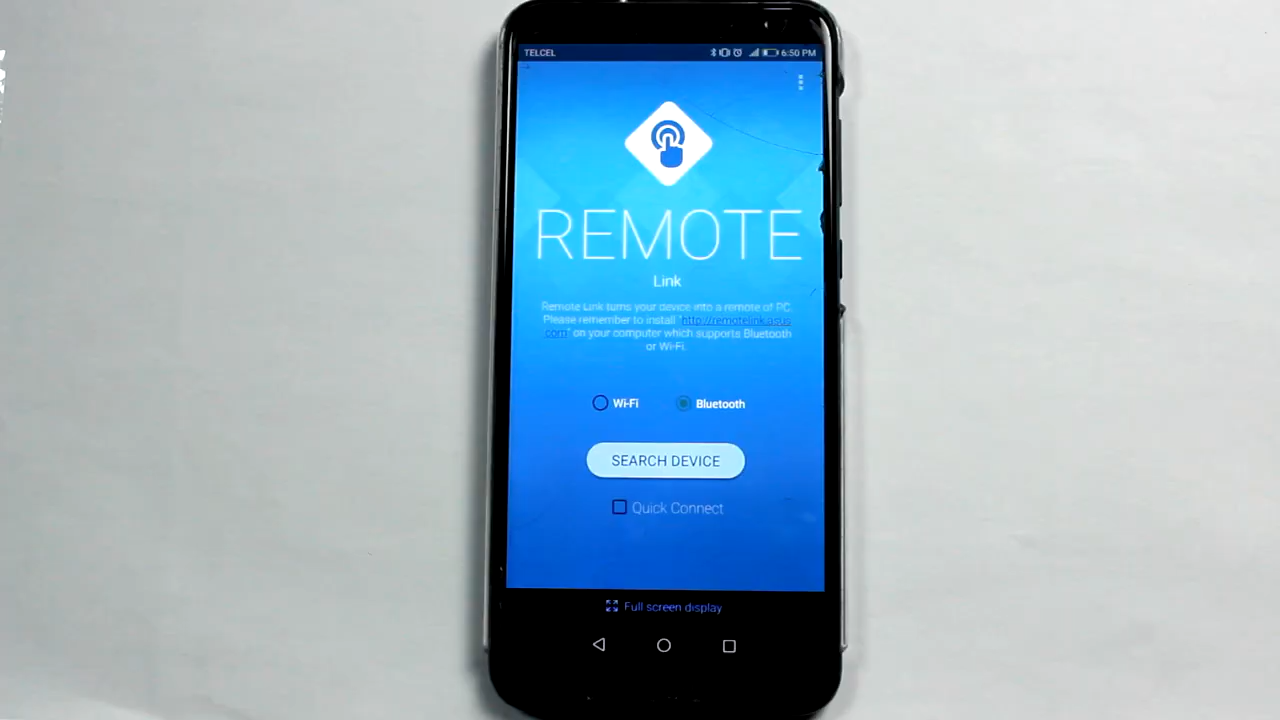 TELCEL 6:50 PM
REMOTE
Link
Remote Link turns your device into a remote of PC.
Please remember to install "http://remotelink.asus.
com" on your computer which supports Bluetooth
or Wi-Fi.
Wi-Fi Bluetooth
SEARCH DEVICE
Quick Connect
Full screen display